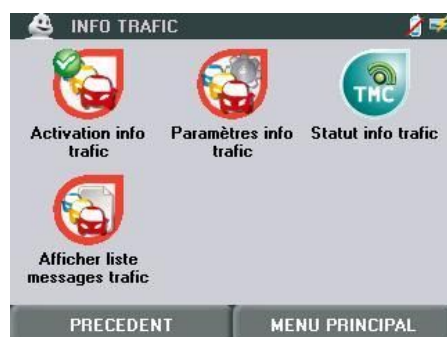 INFO TRAFIC
TMC
Activation info
trafic
Paramètres info
trafic
Statut info trafic
Afficher liste
messages trafic
PRECEDENT
MENU PRINCIPAL